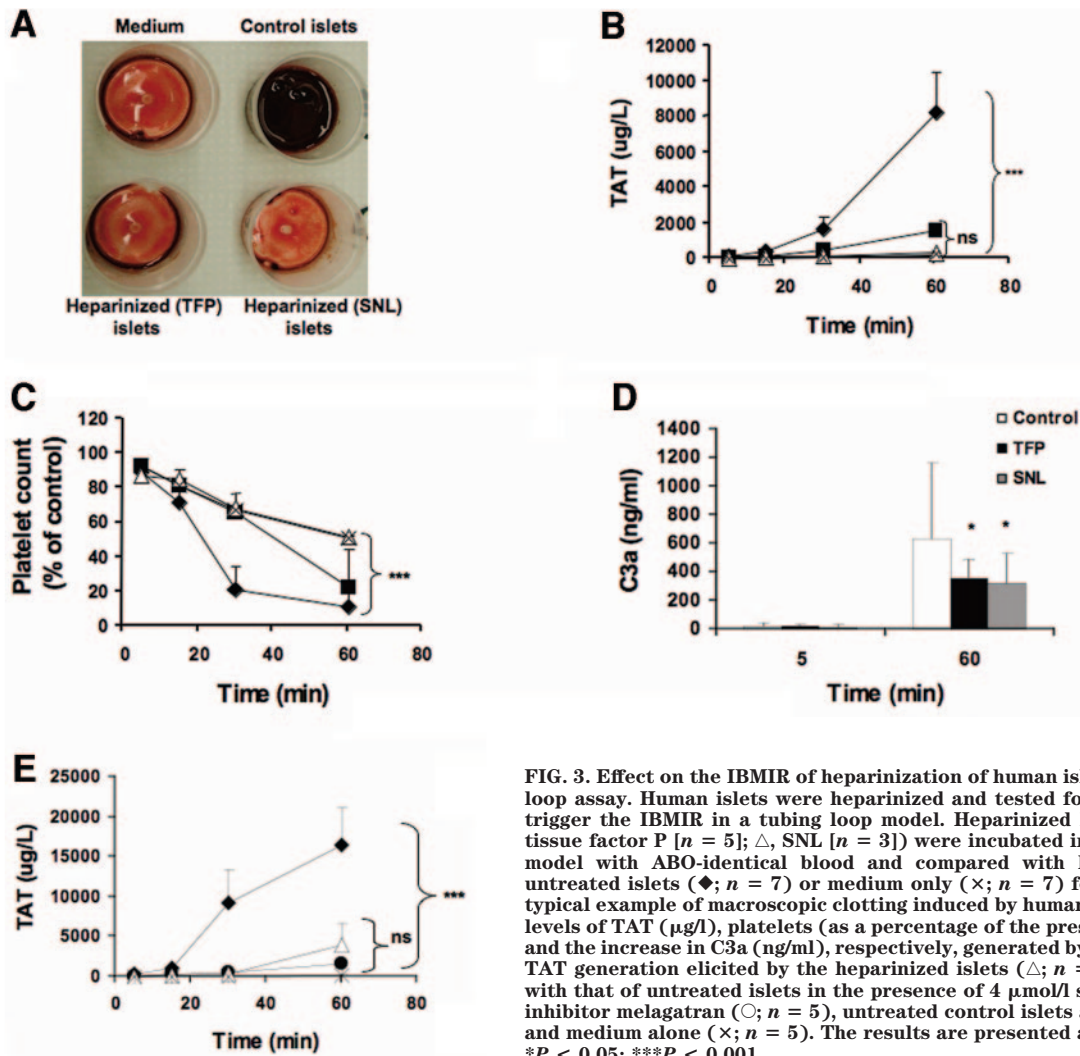 A
Medium Control islets
Heparinized (TFP) islets
Heparinized (SNL) islets
B
TAT (ug/L)
12000
10000
8000
6000
4000
2000
0
0 20 40 60 80
Time (min)
***
ns
C
Platelet count
(% of control)
120
100
80
60
40
20
0
0 20 40 60 80
Time (min)
***
D
C3a (ng/ml)
1400
1200
1000
800
600
400
200
0
5 60
Time (min)
Control
TFP
SNL
* *
E
TAT (ug/L)
25000
20000
15000
10000
5000
0
0 20 40 60 80
Time (min)
***
ns
FIG. 3. Effect on the IBMIR of heparinization of human isl
loop assay. Human islets were heparinized and tested fo
trigger the IBMIR in a tubing loop model. Heparinized
tissue factor P [n = 5]; △, SNL [n = 3]) were incubated i
model with ABO-identical blood and compared with
untreated islets (◆; n = 7) or medium only (×; n = 7) f
typical example of macroscopic clotting induced by human
levels of TAT (μg/l), platelets (as a percentage of the pres
and the increase in C3a (ng/ml), respectively, generated by
TAT generation elicited by the heparinized islets (△; n =
with that of untreated islets in the presence of 4 μmol/l s
inhibitor melagatran (○; n = 5), untreated control islets
and medium alone (×; n = 5). The results are presented a
*P < 0.05; ***P < 0.001